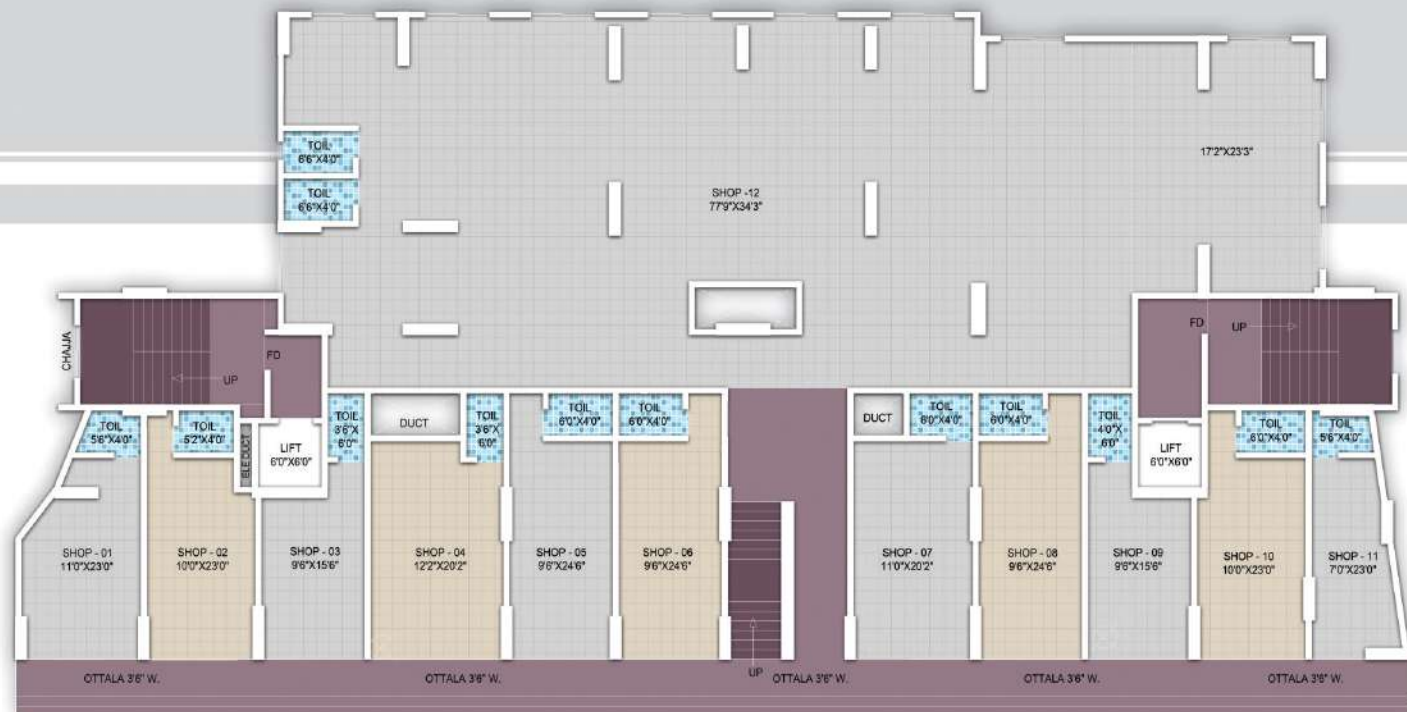 TOIL
6'6"X4'0"
TOIL
6'6"X4'0"
SHOP -12
77'9"X34'3"
17'2"X23'3"
CHAJJA
UP
FD
FD
UP
TOIL
5'6"X4'0"
TOIL
5'2"X4'0"
ELE DUCT
LIFT
6'0"X6'0"
TOIL
3'6"X
6'0"
DUCT
TOIL
3'6"X
6'0"
TOIL
6'0"X4'0"
TOIL
6'0"X4'0"
DUCT
TOIL
6'0"X4'0"
TOIL
6'0"X4'0"
TOIL
4'0"X
6'0"
LIFT
6'0"X6'0"
TOIL
6'0"X4'0"
TOIL
5'6"X4'0"
SHOP - 01
11'0"X23'0"
SHOP - 02
10'0"X23'0"
SHOP - 03
9'6"X15'6"
SHOP - 04
12'2"X20'2"
SHOP - 05
9'6"X24'6"
SHOP - 06
9'6"X24'6"
SHOP - 07
11'0"X20'2"
SHOP - 08
9'6"X24'6"
SHOP - 09
9'6"X15'6"
SHOP - 10
10'0"X23'0"
SHOP - 11
7'0"X23'0"
OTTALA 3'6" W.
OTTALA 3'6" W.
UP
OTTALA 3'6" W.
OTTALA 3'6" W.
OTTALA 3'6" W.